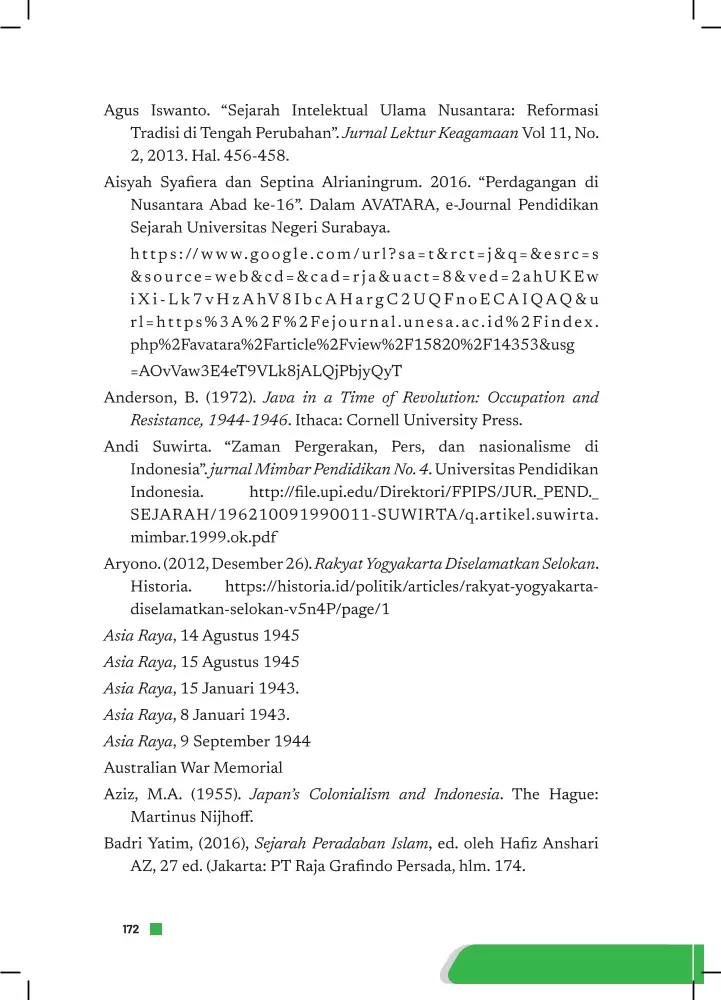 Agus Iswanto. “Sejarah Intelektual Ulama Nusantara: Reformasi
Tradisi di Tengah Perubahan”. Jurnal Lektur Keagamaan Vol 11, No.
2, 2013. Hal. 456-458.
Aisyah Syafiera dan Septina Alrianingrum. 2016. “Perdagangan di
Nusantara Abad ke-16”. Dalam AVATARA, e-Journal Pendidikan
Sejarah Universitas Negeri Surabaya.
https://www.google.com/url?sa=t&rct=j&q=&esrc=s
&source=web&cd=&cad=rja&uact=8&ved=2ahUKEw
iXi-Lk7vHzAhV8IbcAHargC2UQFnoECAIQAQ&u
rl=https%3A%2F%2Fejournal.unesa.ac.id%2Findex.
php%2Favatara%2Farticle%2Fview%2F15820%2F14353&usg
=AOvVaw3E4eT9VLk8jALQjPbjyQyT
Anderson, B. (1972). Java in a Time of Revolution: Occupation and
Resistance, 1944-1946. Ithaca: Cornell University Press.
Andi Suwirta. “Zaman Pergerakan, Pers, dan nasionalisme di
Indonesia”. jurnal Mimbar Pendidikan No. 4. Universitas Pendidikan
Indonesia. http://file.upi.edu/Direktori/FPIPS/JUR._PEND._
SEJARAH/196210091990011-SUWIRTA/q.artikel.suwirta.
mimbar.1999.ok.pdf
Aryono. (2012, Desember 26). Rakyat Yogyakarta Diselamatkan Selokan.
Historia. https://historia.id/politik/articles/rakyat-yogyakarta-
diselamatkan-selokan-v5n4P/page/1
Asia Raya, 14 Agustus 1945
Asia Raya, 15 Agustus 1945
Asia Raya, 15 Januari 1943.
Asia Raya, 8 Januari 1943.
Asia Raya, 9 September 1944
Australian War Memorial
Aziz, M.A. (1955). Japan’s Colonialism and Indonesia. The Hague:
Martinus Nijhoff.
Badri Yatim, (2016), Sejarah Peradaban Islam, ed. oleh Hafiz Anshari
AZ, 27 ed. (Jakarta: PT Raja Grafindo Persada, hlm. 174.
172